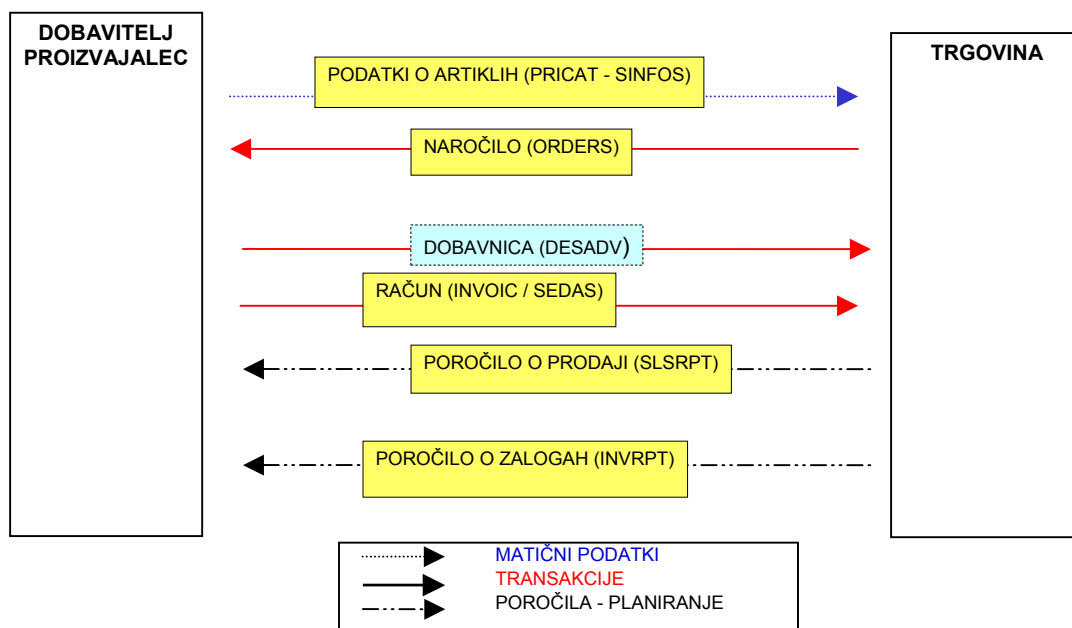 DOBAVITELJ
PROIZVAJALEC
TRGOVINA
PODATKI O ARTIKLIH (PRICAT - SINFOS)
NAROČILO (ORDERS)
DOBAVNICA (DESADV)
RAČUN (INVOIC / SEDAS)
POROČILO O PRODAJI (SLSRPT)
POROČILO O ZALOGAH (INVRPT)
MATIČNI PODATKI
TRANSAKCIJE
POROČILA - PLANIRANJE